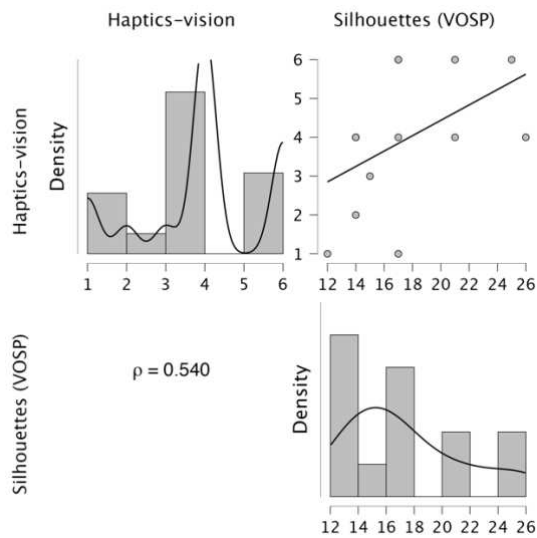 Haptics-vision Silhouettes (VOSP)
Haptics-vision
Density
1 2 3 4 5 6
6
5
4
3
2
1
12 14 16 18 20 22 24 26
Silhouettes (VOSP)
ρ = 0.540
Density
12 14 16 18 20 22 24 26